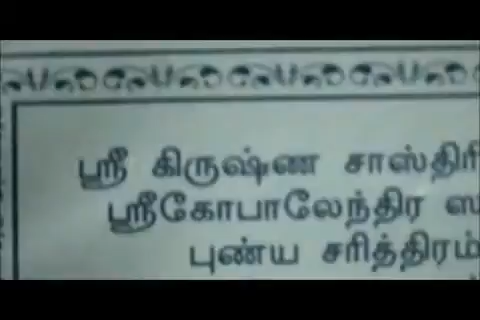 ஸ்ரீ கிருஷ்ண சாஸ்திரி
ஸ்ரீகோபாலேந்திர ஸ
புண்ய சரித்திரம்